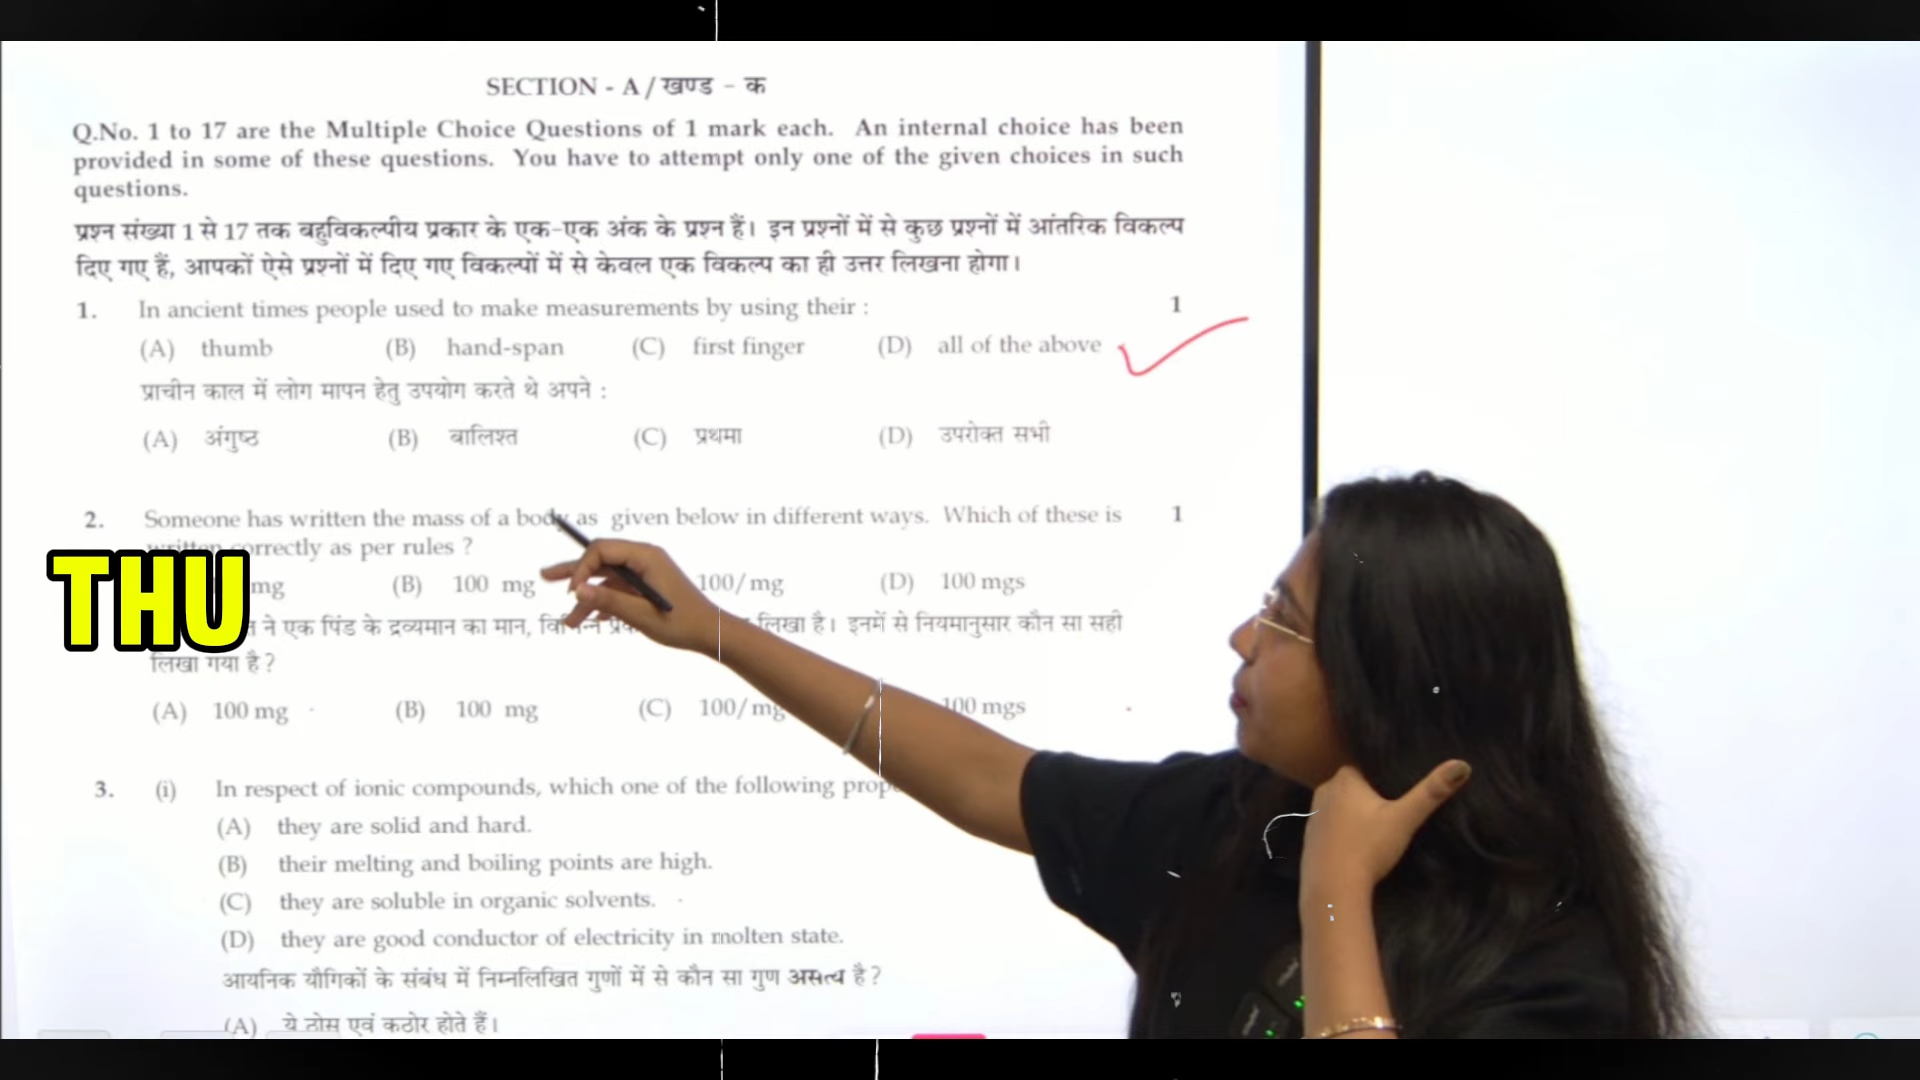 SECTION - A / खण्ड - क
Q.No. 1 to 17 are the Multiple Choice Questions of 1 mark each. An internal choice has been
provided in some of these questions. You have to attempt only one of the given choices in such
questions.
प्रश्न संख्या 1 से 17 तक बहुविकल्पीय प्रकार के एक-एक अंक के प्रश्न हैं। इन प्रश्नों में से कुछ प्रश्नों में आंतरिक विकल्प
दिए गए हैं, आपकों ऐसे प्रश्नों में दिए गए विकल्पों में से केवल एक विकल्प का ही उत्तर लिखना होगा।
1. In ancient times people used to make measurements by using their : 1
(A) thumb (B) hand-span (C) first finger (D) all of the above
प्राचीन काल में लोग मापन हेतु उपयोग करते थे अपने :
(A) अंगुष्ठ (B) बालिश्त (C) प्रथमा (D) उपरोक्त सभी
2. Someone has written the mass of a body as given below in different ways. Which of these is 1
correctly as per rules ?
THU
mg (B) 100 mg 100/mg (D) 100 mgs
ने एक पिंड के द्रव्यमान का मान, लिखा है। इनमें से नियमानुसार कौन सा सही
लिखा गया है ?
(A) 100 mg (B) 100 mg (C) 100/mg 100 mgs
3. (i) In respect of ionic compounds, which one of the following
(A) they are solid and hard.
(B) their melting and boiling points are high.
(C) they are soluble in organic solvents.
(D) they are good conductor of electricity in molten state.
आयनिक यौगिकों के संबंध में निम्नलिखित गुणों में से कौन सा गुण असत्य है ?
(A) ये ठोस एवं कठोर होते हैं।